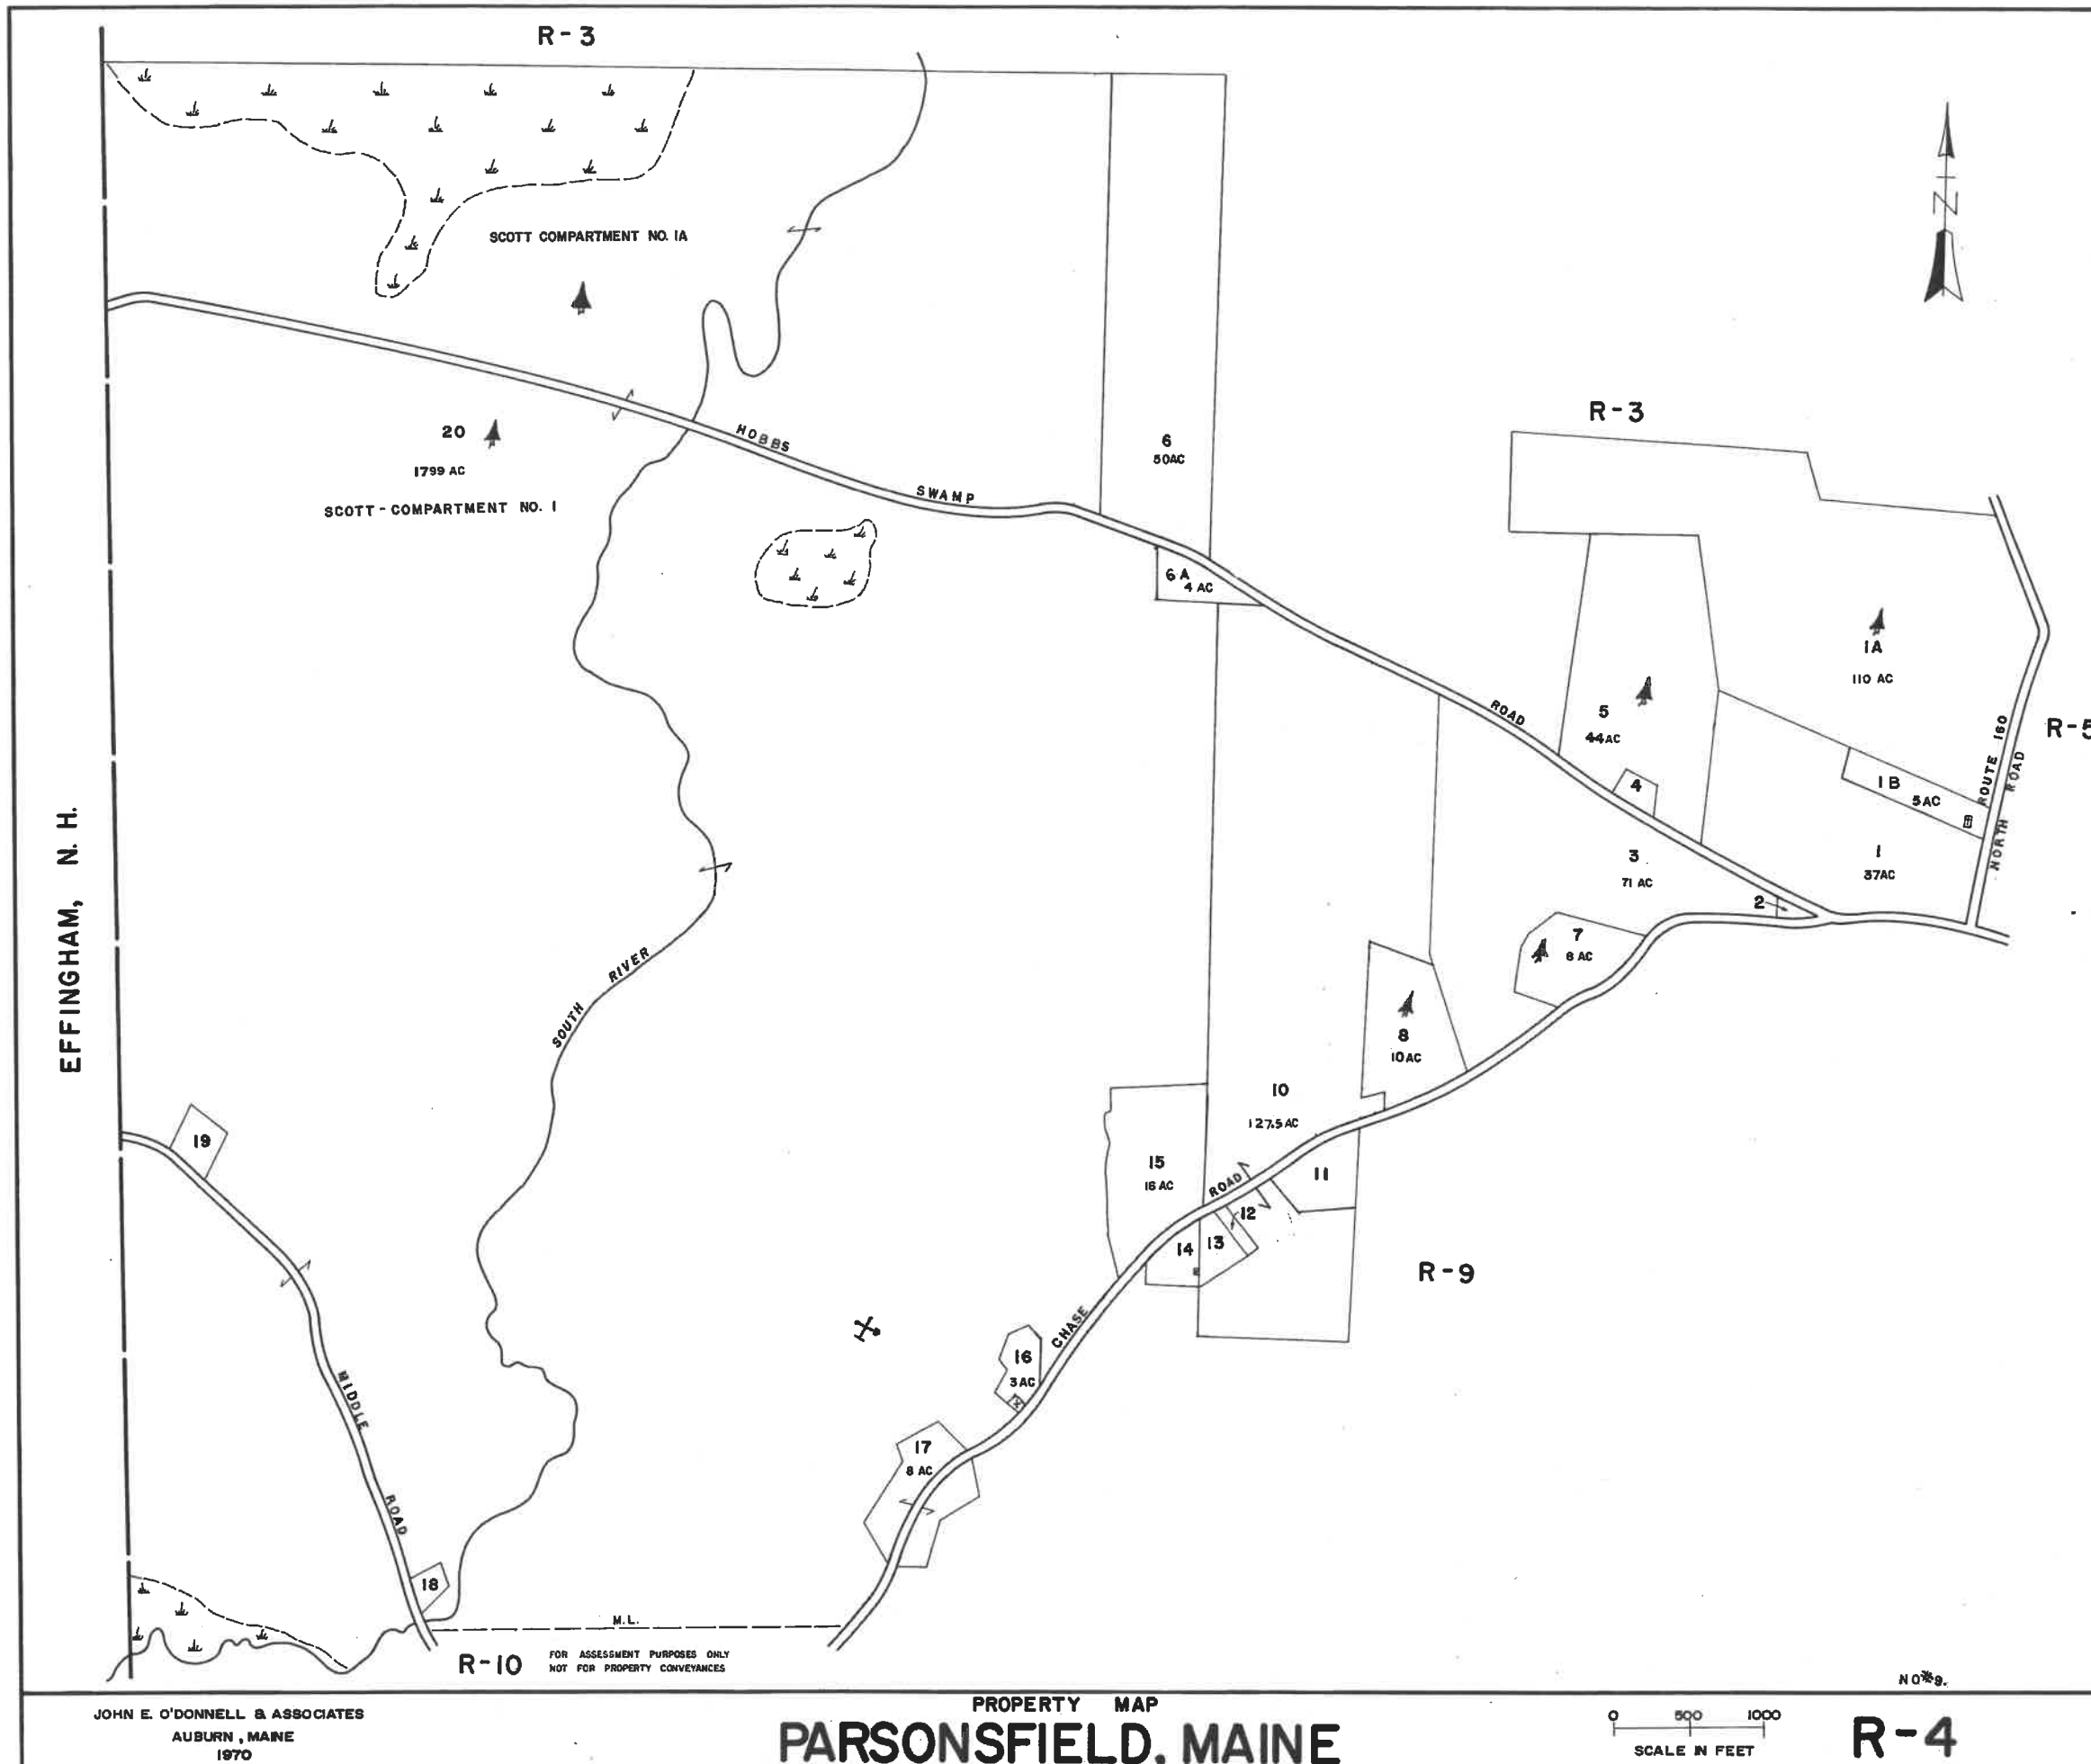 R-3
SCOTT COMPARTMENT NO. 1A
N
R-3
HOBBS
SWAMP
ROAD
20
1799 AC
SCOTT - COMPARTMENT NO. 1
6
50AC
6A
4 AC
1A
110 AC
5
44AC
4
ROUTE 160
NORTH ROAD
R-5
1B
5AC
1
37AC
3
71 AC
2
7
8 AC
8
10AC
EFFINGHAM, N. H.
SOUTH RIVER
10
127.5AC
19
15
16 AC
11
ROAD
12
13
14
R-9
CHASE
16
3AC
17
8 AC
MIDDLE
ROAD
18
M.L.
R-10
FOR ASSESSMENT PURPOSES ONLY
NOT FOR PROPERTY CONVEYANCES
NO#9.
JOHN E. O'DONNELL & ASSOCIATES
AUBURN, MAINE
1970
PROPERTY MAP
PARSONSFIELD, MAINE
0 500 1000
SCALE IN FEET
R-4